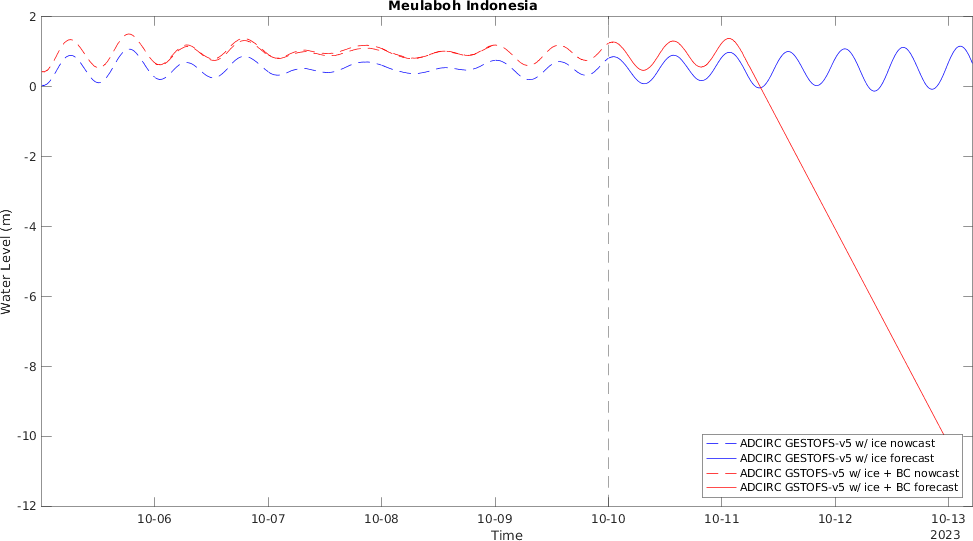 Meulaboh Indonesia
2
0
-2
-4
-6
-8
-10
-12
Water Level (m)
ADCIRC GESTOFS-v5 w/ ice nowcast
ADCIRC GESTOFS-v5 w/ ice forecast
ADCIRC GSTOFS-v5 w/ ice + BC nowcast
ADCIRC GSTOFS-v5 w/ ice + BC forecast
10-06 10-07 10-08 10-09 10-10 10-11 10-12 10-13
2023
Time